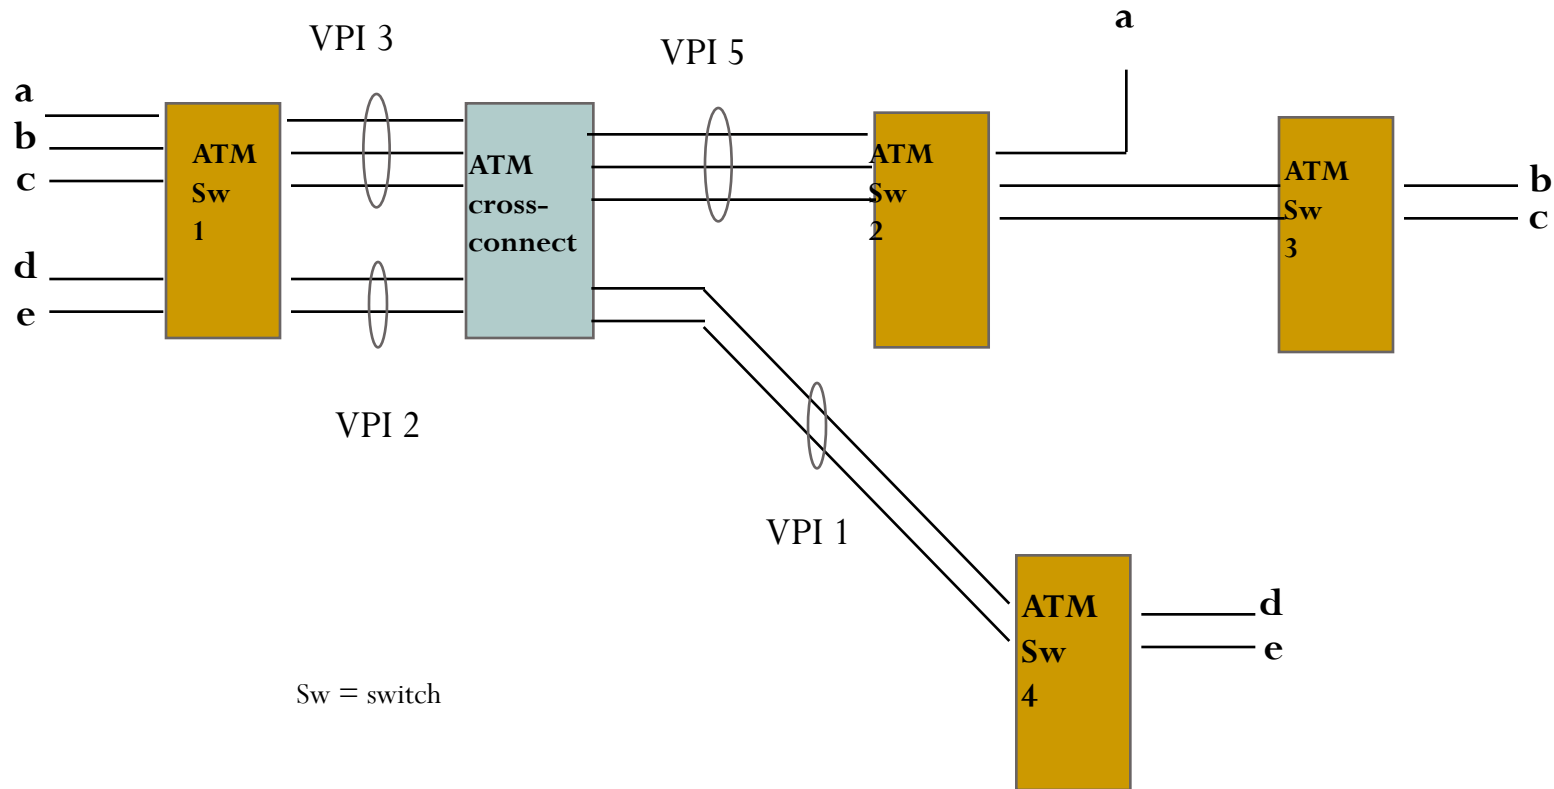 a
VPI 3
VPI 5
a
b
c
ATM
Sw
1
ATM
cross-
connect
ATM
Sw
2
ATM
Sw
3
b
c
d
e
VPI 2
VPI 1
ATM
Sw
4
d
e
Sw = switch